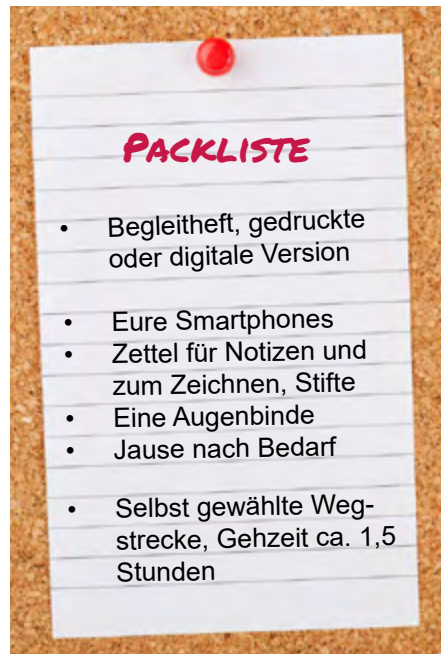 PACKLISTE
• Begleitheft, gedruckte
oder digitale Version
• Eure Smartphones
• Zettel für Notizen und
zum Zeichnen, Stifte
• Eine Augenbinde
• Jause nach Bedarf
• Selbst gewählte Weg-
strecke, Gehzeit ca. 1,5
Stunden